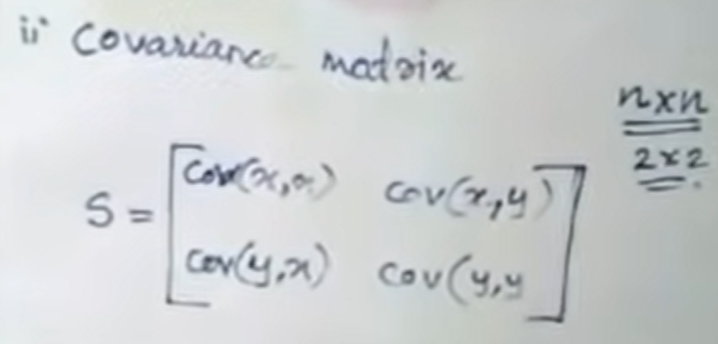 ii covariance matrix
n×n
2×2
S = [cov(x,x) cov(x,y)
cov(y,x) cov(y,y]